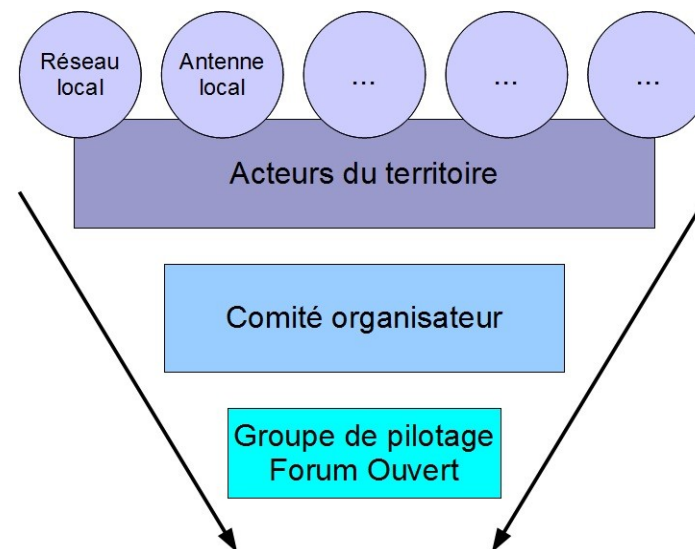 Réseau
local
Antenne
local
...
...
...
Acteurs du territoire
Comité organisateur
Groupe de pilotage
Forum Ouvert